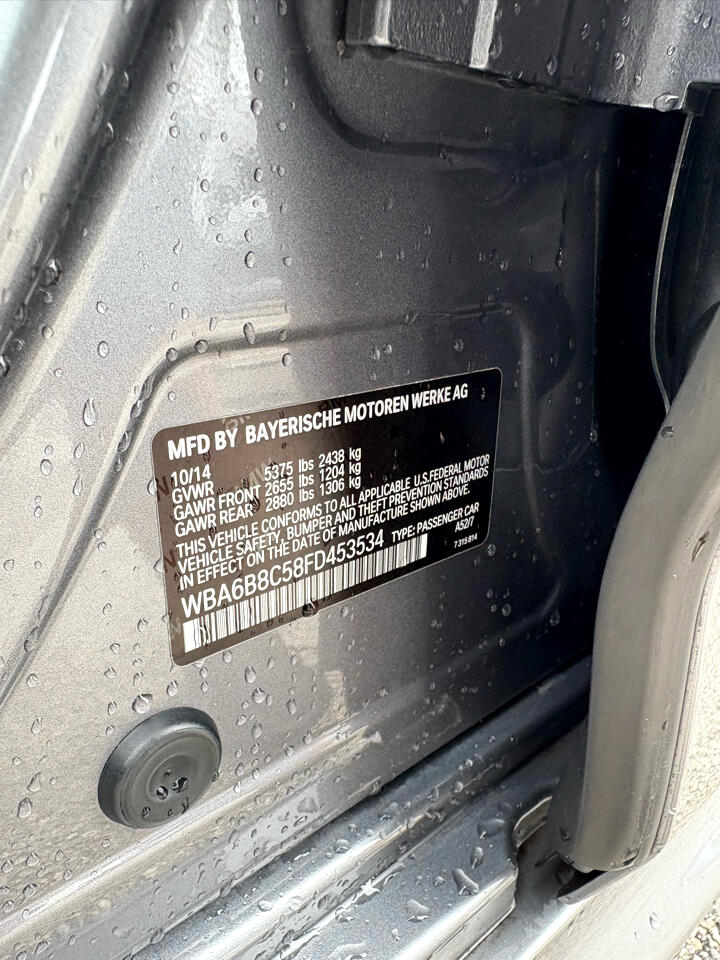 MFD BY BAYERISCHE MOTOREN WERKE AG
10/14
GVWR 5375 lbs 2438 kg
GAWR FRONT 2655 lbs 1204 kg
GAWR REAR 2880 lbs 1306 kg
THIS VEHICLE CONFORMS TO ALL APPLICABLE U.S.FEDERAL MOTOR
VEHICLE SAFETY, BUMPER AND THEFT PREVENTION STANDARDS
IN EFFECT ON THE DATE OF MANUFACTURE SHOWN ABOVE.
WBA6B8C58FD453534 TYPE: PASSENGER CAR
A52/7
7 315 814